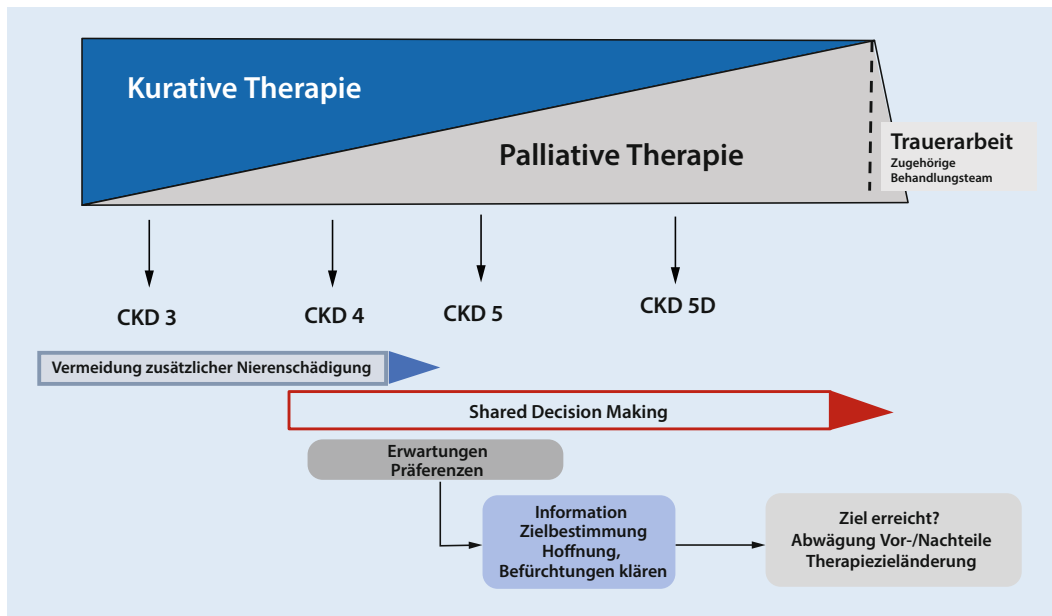 Kurative Therapie
Palliative Therapie
Trauerarbeit
Zugehörige
Behandlungsteam
CKD 3
CKD 4
CKD 5
CKD 5D
Vermeidung zusätzlicher Nierenschädigung
Shared Decision Making
Erwartungen
Präferenzen
Information
Zielbestimmung
Hoffnung,
Befürchtungen klären
Ziel erreicht?
Abwägung Vor-/Nachteile
Therapiezieländerung